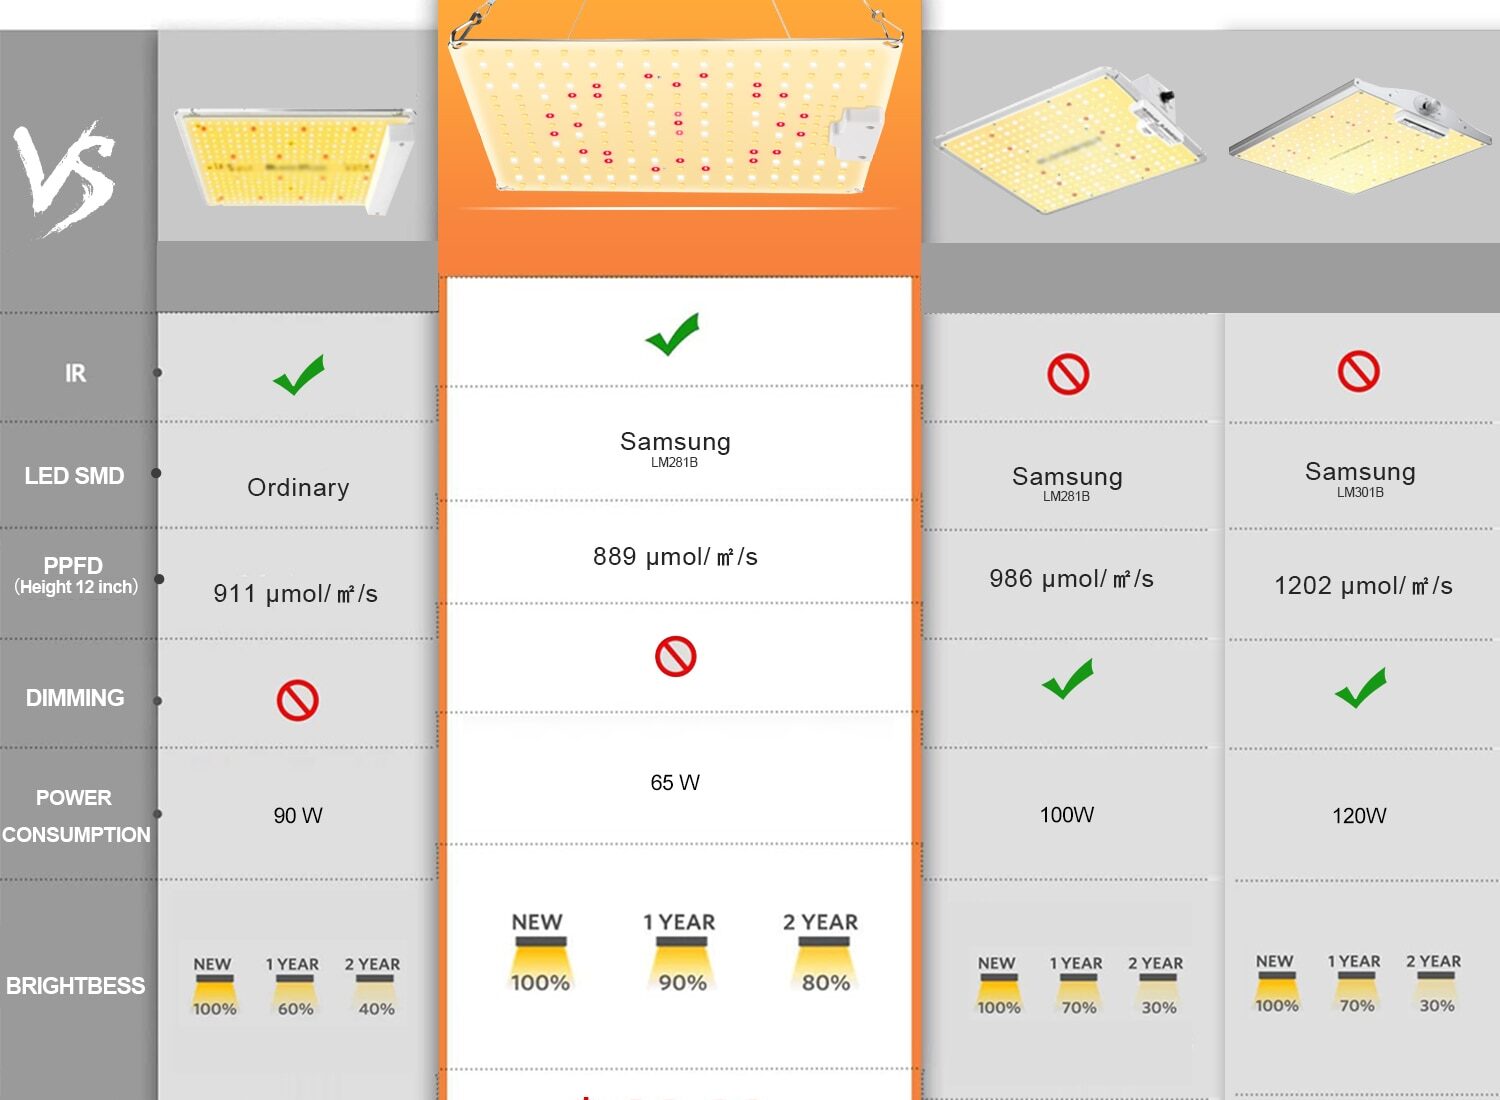 VS
IR
LED SMD
Ordinary
Samsung
LM281B
Samsung
LM281B
Samsung
LM301B
PPFD
(Height 12 inch)
911 μmol/㎡/s
889 μmol/㎡/s
986 μmol/㎡/s
1202 μmol/㎡/s
DIMMING
POWER
CONSUMPTION
90 W
65 W
100W
120W
BRIGHTBESS
NEW 1 YEAR 2 YEAR
100% 60% 40%
NEW 1 YEAR 2 YEAR
100% 90% 80%
NEW 1 YEAR 2 YEAR
100% 70% 30%
NEW 1 YEAR 2 YEAR
100% 70% 30%